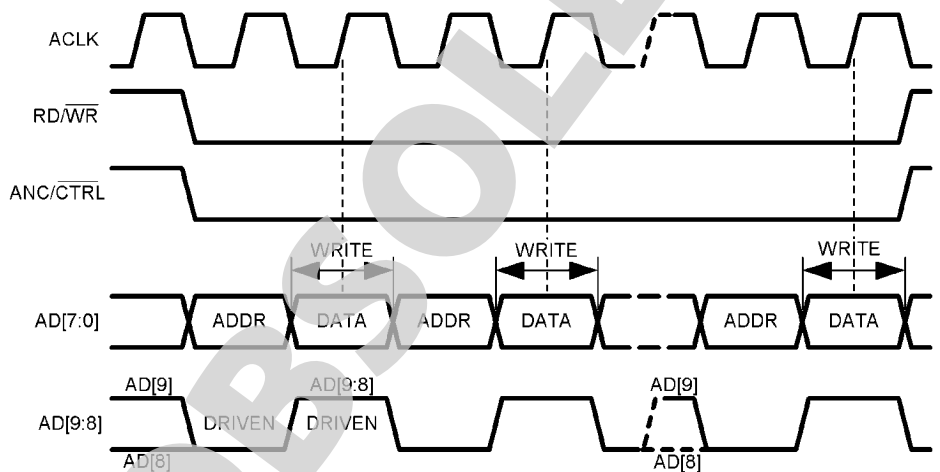 ACLK
RD/WR
ANC/CTRL
WRITE WRITE WRITE
AD[7:0] ADDR DATA ADDR DATA ADDR DATA
AD[9] AD[9:8] AD[9]
AD[9:8] DRIVEN DRIVEN
AD[8] AD[8]
OBSOLE